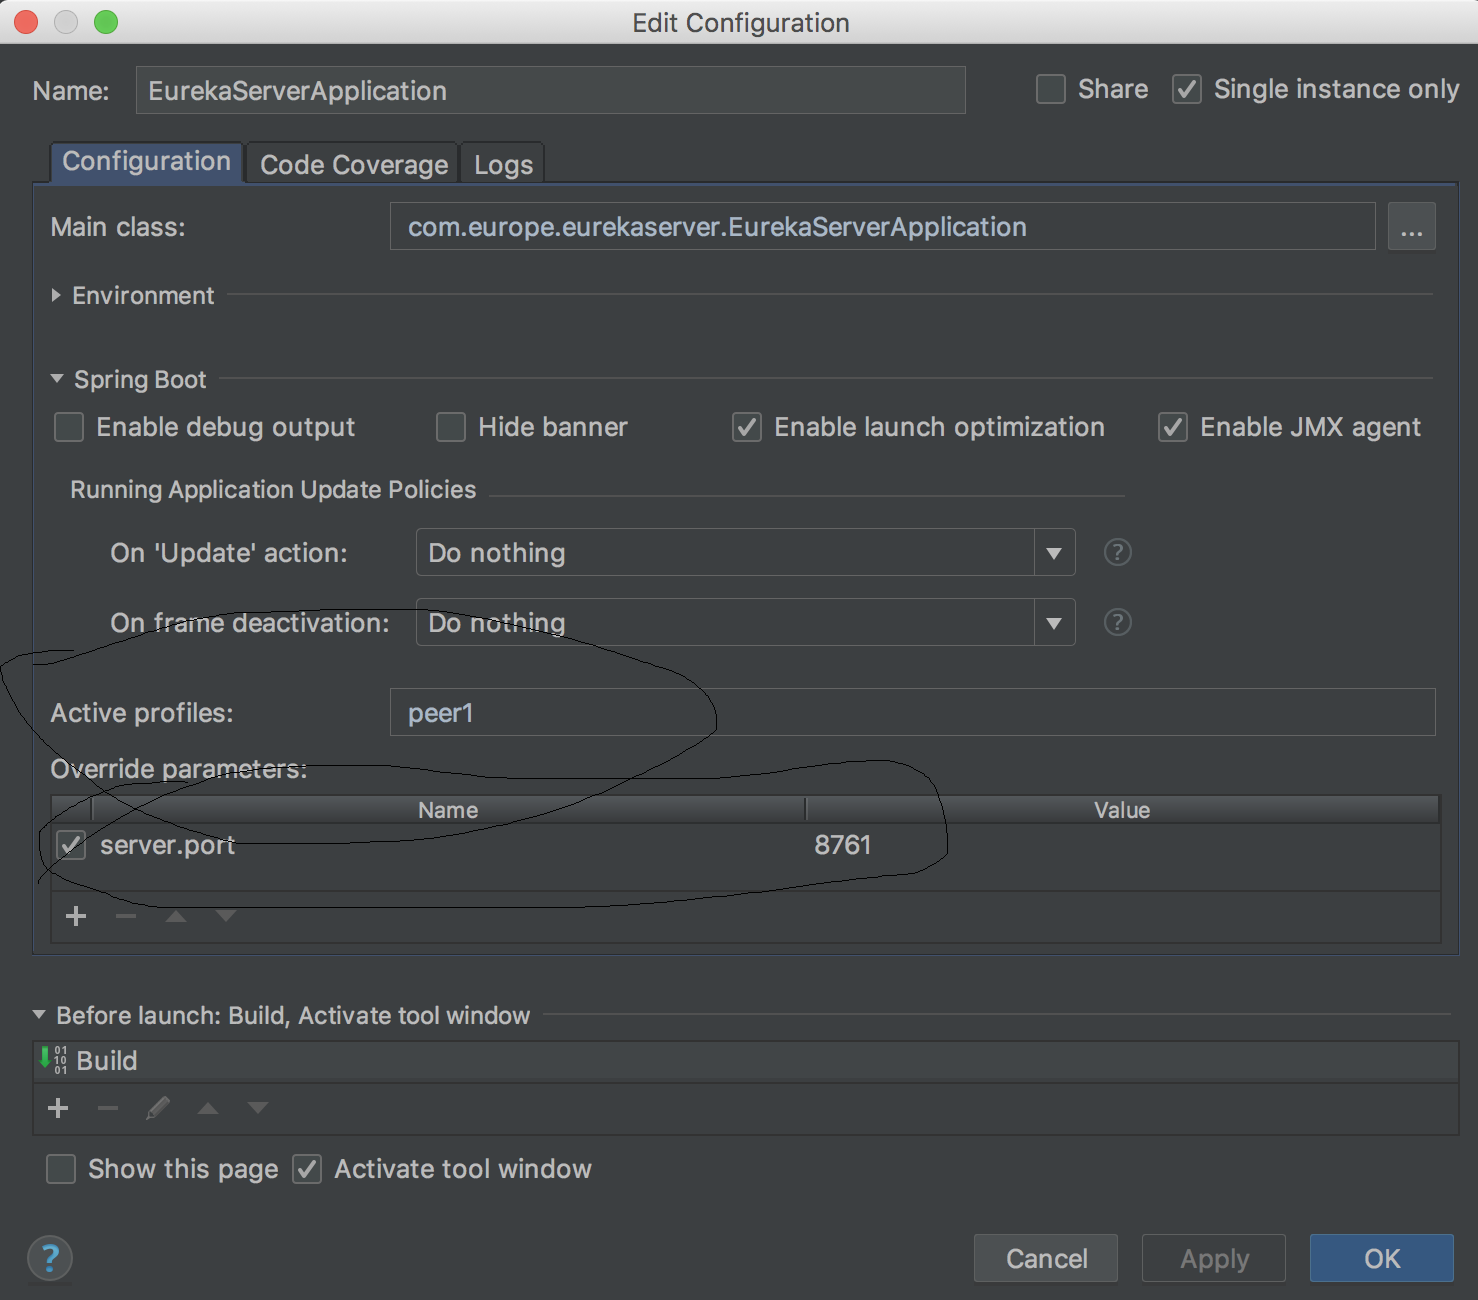 Edit Configuration
Name: EurekaServerApplication Share Single instance only
Configuration Code Coverage Logs
Main class: com.europe.eurekaserver.EurekaServerApplication ...
Environment
Spring Boot
Enable debug output Hide banner Enable launch optimization Enable JMX agent
Running Application Update Policies
On 'Update' action: Do nothing ?
On frame deactivation: Do nothing ?
Active profiles: peer1
Override parameters:
Name Value
server.port 8761
Before launch: Build, Activate tool window
01
10
01
Build
Show this page Activate tool window
? Cancel Apply OK